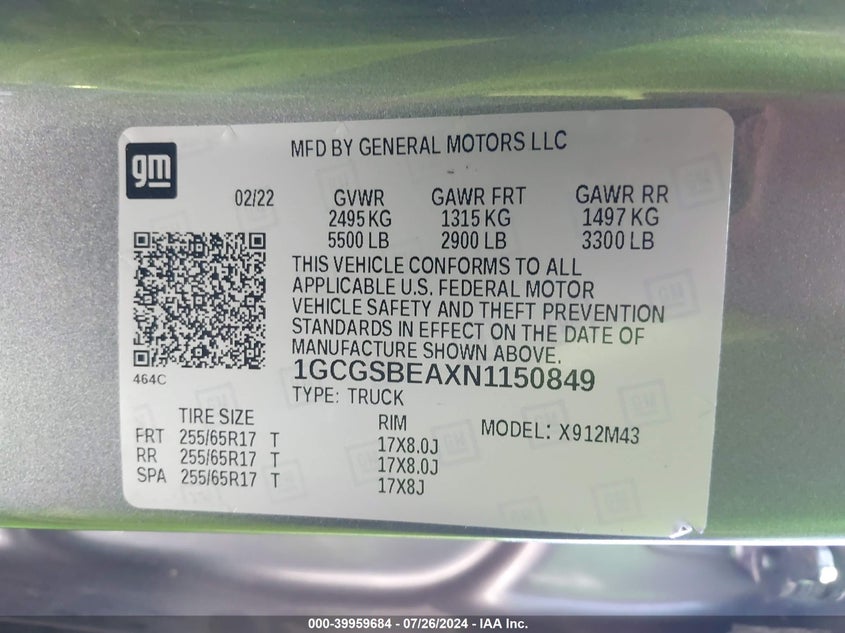 gm
MFD BY GENERAL MOTORS LLC
02/22 GVWR GAWR FRT GAWR RR
2495 KG 1315 KG 1497 KG
5500 LB 2900 LB 3300 LB
THIS VEHICLE CONFORMS TO ALL
APPLICABLE U.S. FEDERAL MOTOR
VEHICLE SAFETY AND THEFT PREVENTION
STANDARDS IN EFFECT ON THE DATE OF
MANUFACTURE SHOWN ABOVE.
464C
1GCGSBEAXN1150849
TYPE: TRUCK
TIRE SIZE RIM MODEL: X912M43
FRT 255/65R17 T 17X8.0J
RR 255/65R17 T 17X8.0J
SPA 255/65R17 T 17X8J
000-39959684 / 07/26/2024 - IAA Inc.